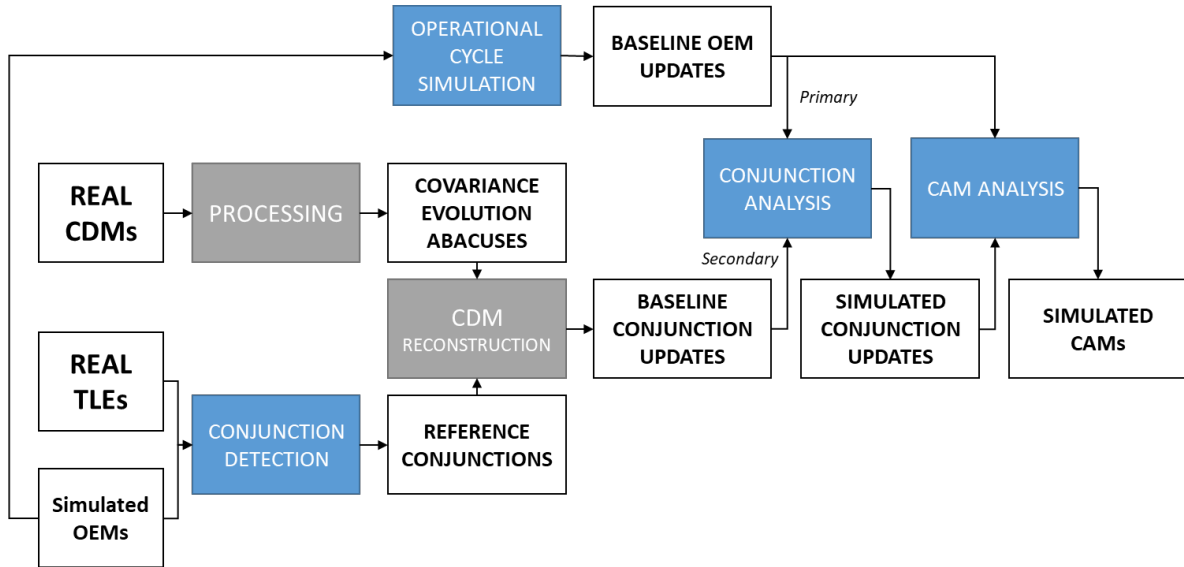 OPERATIONAL
CYCLE
SIMULATION
BASELINE OEM
UPDATES
Primary
REAL
CDMs
PROCESSING
COVARIANCE
EVOLUTION
ABACUSES
CONJUNCTION
ANALYSIS
CAM ANALYSIS
Secondary
CDM
RECONSTRUCTION
BASELINE
CONJUNCTION
UPDATES
SIMULATED
CONJUNCTION
UPDATES
SIMULATED
CAMs
REAL
TLEs
CONJUNCTION
DETECTION
REFERENCE
CONJUNCTIONS
Simulated
OEMs